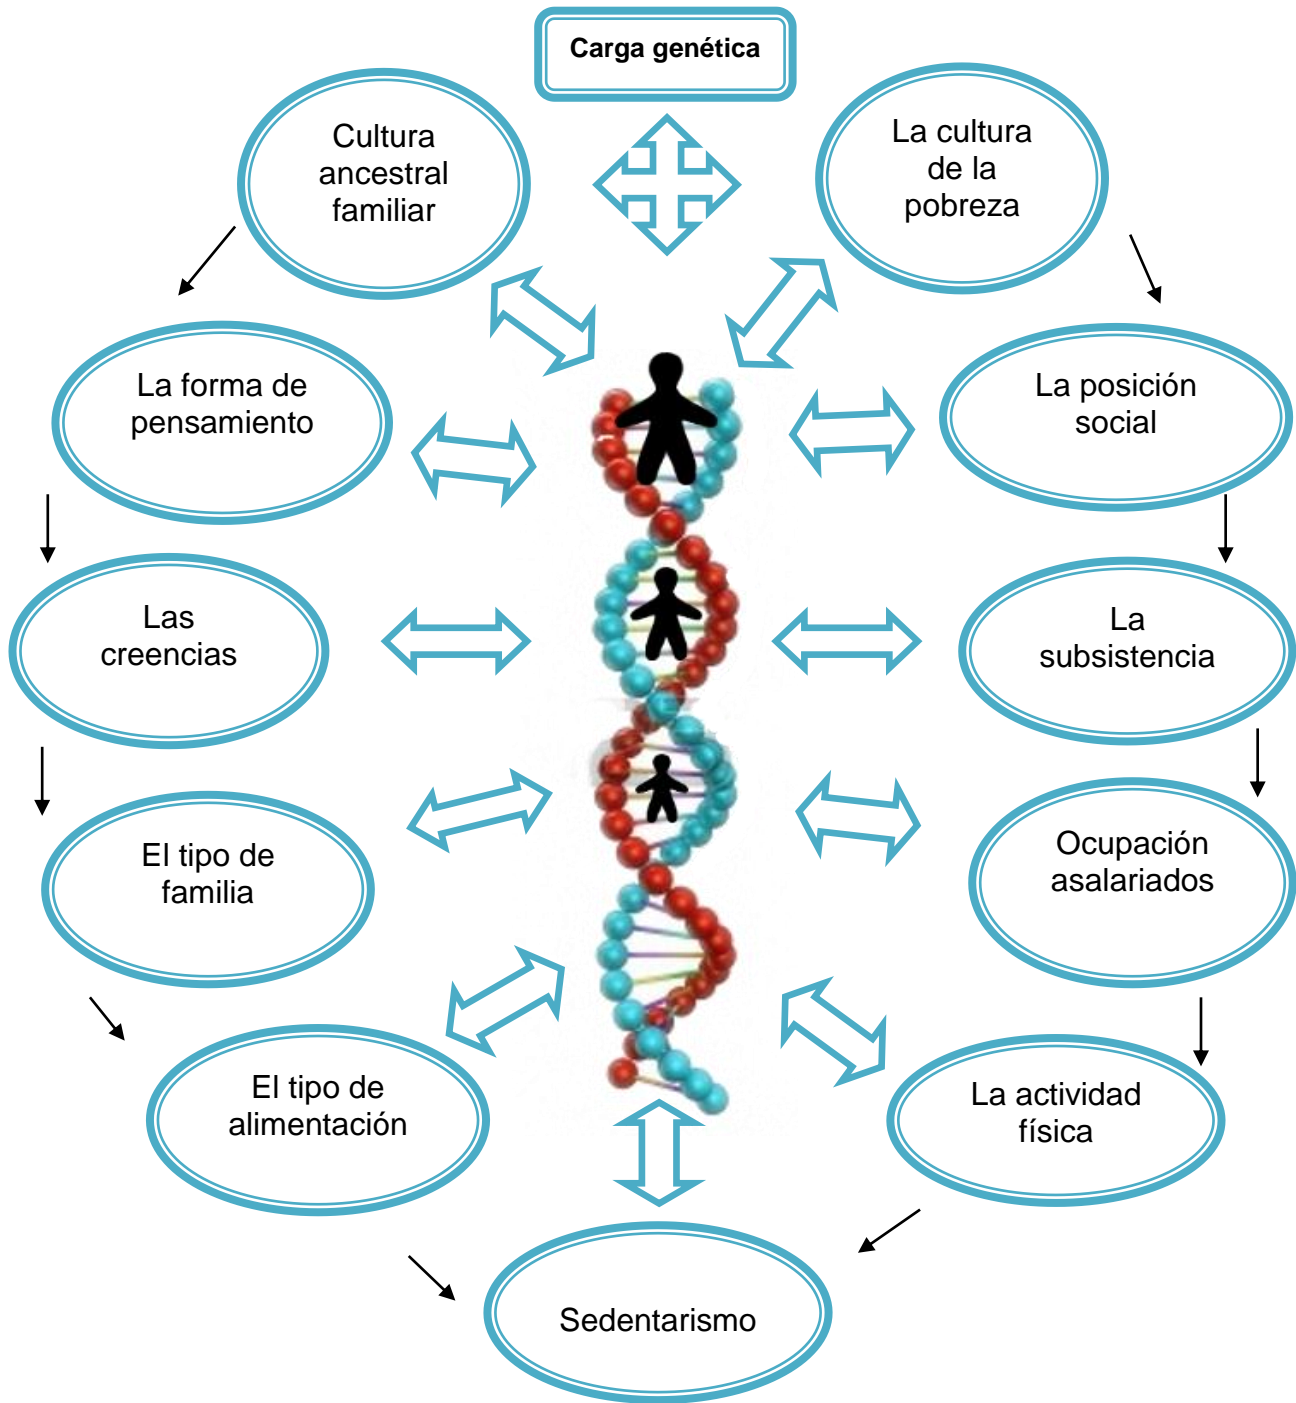 Carga genética
Cultura
ancestral
familiar
La cultura
de la
pobreza
La forma de
pensamiento
La posición
social
Las
creencias
La
subsistencia
El tipo de
familia
Ocupación
asalariados
El tipo de
alimentación
La actividad
física
Sedentarismo